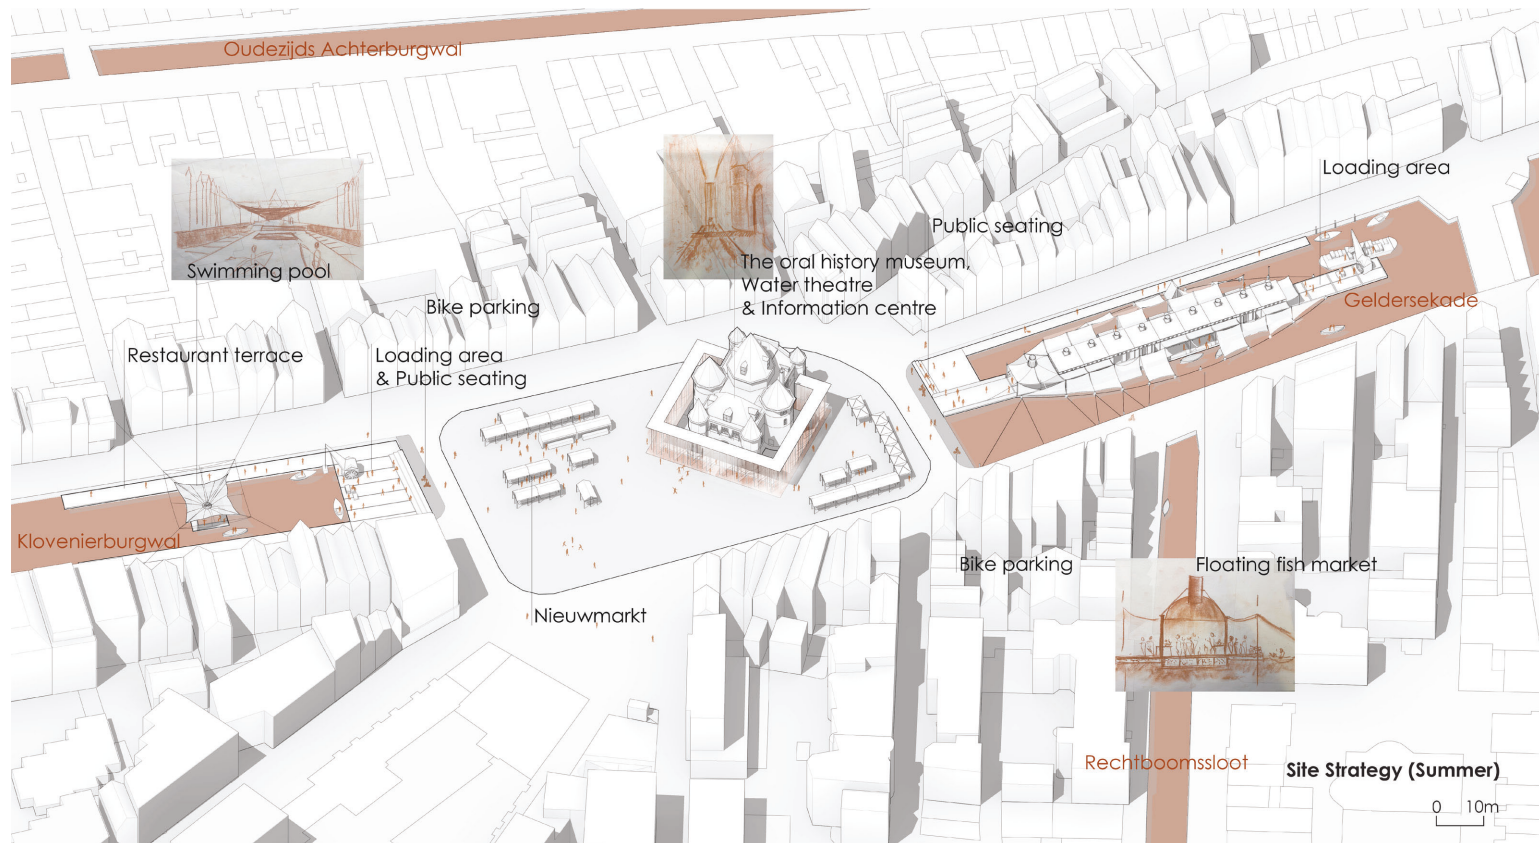 Oudezijds Achterburgwal
Loading area
Public seating
Swimming pool
The oral history museum,
Water theatre
& Information centre
Geldersekade
Bike parking
Restaurant terrace
Loading area
& Public seating
Klovenierburgwal
Bike parking
Floating fish market
Nieuwmarkt
Rechtboomssloot
Site Strategy (Summer)
0 10m